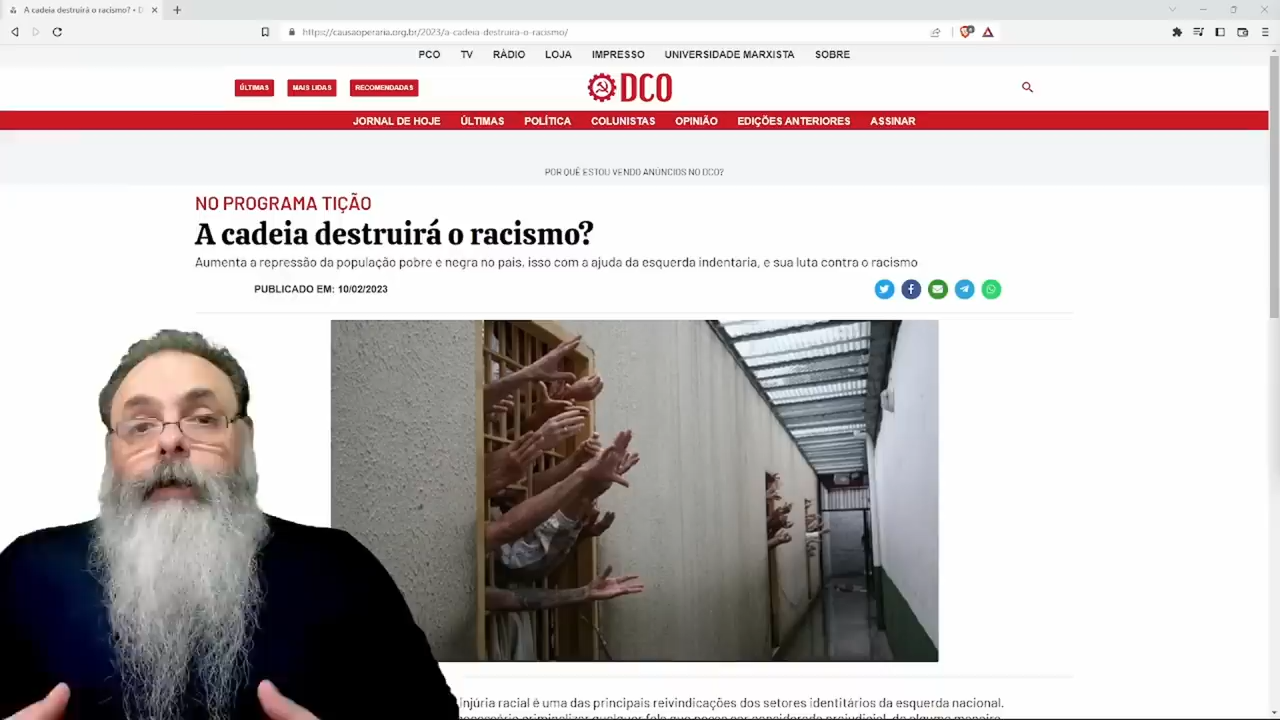 A cadeia destruirá o racismo? • D
https://causaoperaria.org.br/2023/a-cadeia-destruira-o-racismo/
PCO TV RÁDIO LOJA IMPRESSO UNIVERSIDADE MARXISTA SOBRE
ÚLTIMAS MAIS LIDAS RECOMENDADAS DCO
JORNAL DE HOJE ÚLTIMAS POLÍTICA COLUNISTAS OPINIÃO EDIÇÕES ANTERIORES ASSINAR
POR QUÊ ESTOU VENDO ANÚNCIOS NO DCO?
NO PROGRAMA TIÇÃO
A cadeia destruirá o racismo?
Aumenta a repressão da população pobre e negra no país, isso com a ajuda da esquerda indentaria, e sua luta contra o racismo
PUBLICADO EM: 10/02/2023
injúria racial é uma das principais reivindicações dos setores identitários da esquerda nacional.